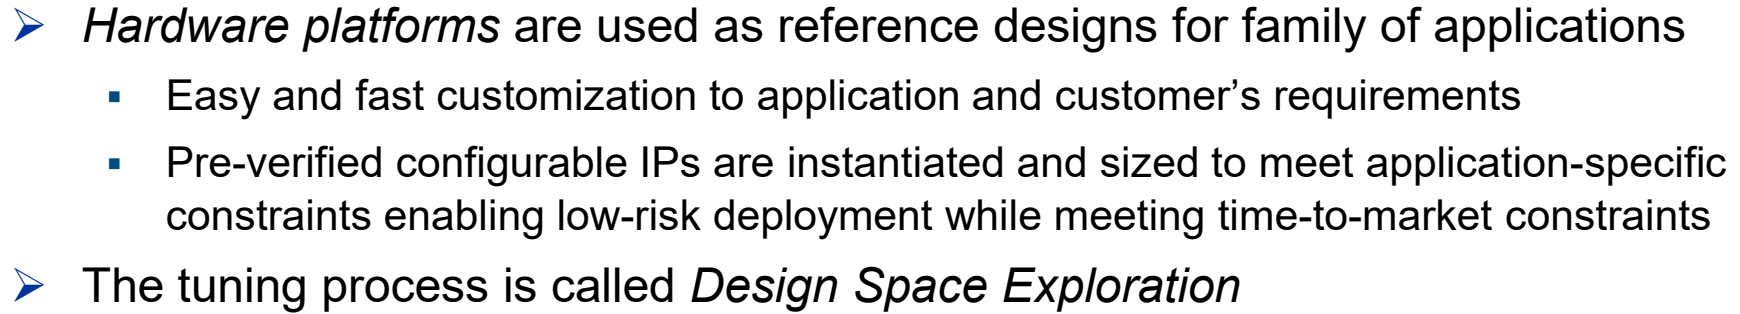 Hardware platforms are used as reference designs for family of applications
Easy and fast customization to application and customer’s requirements
Pre-verified configurable IPs are instantiated and sized to meet application-specific
constraints enabling low-risk deployment while meeting time-to-market constraints
The tuning process is called Design Space Exploration